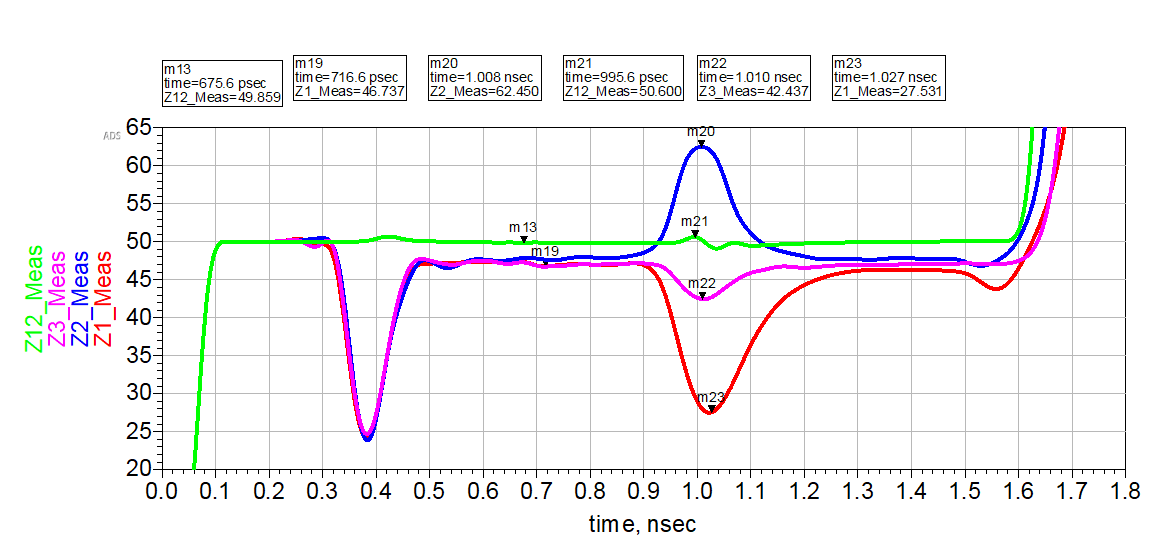 m13
time=675.6 psec
Z12_Meas=49.859
m19
time=716.6 psec
Z1_Meas=46.737
m20
time=1.008 nsec
Z2_Meas=62.450
m21
time=995.6 psec
Z12_Meas=50.600
m22
time=1.010 nsec
Z3_Meas=42.437
m23
time=1.027 nsec
Z1_Meas=27.531
ADS
65
60
55
50
45
40
35
30
25
20
Z12_Meas
Z3_Meas
Z2_Meas
Z1_Meas
m20
m13
m21
m19
m22
m23
0.0 0.1 0.2 0.3 0.4 0.5 0.6 0.7 0.8 0.9 1.0 1.1 1.2 1.3 1.4 1.5 1.6 1.7 1.8
time, nsec